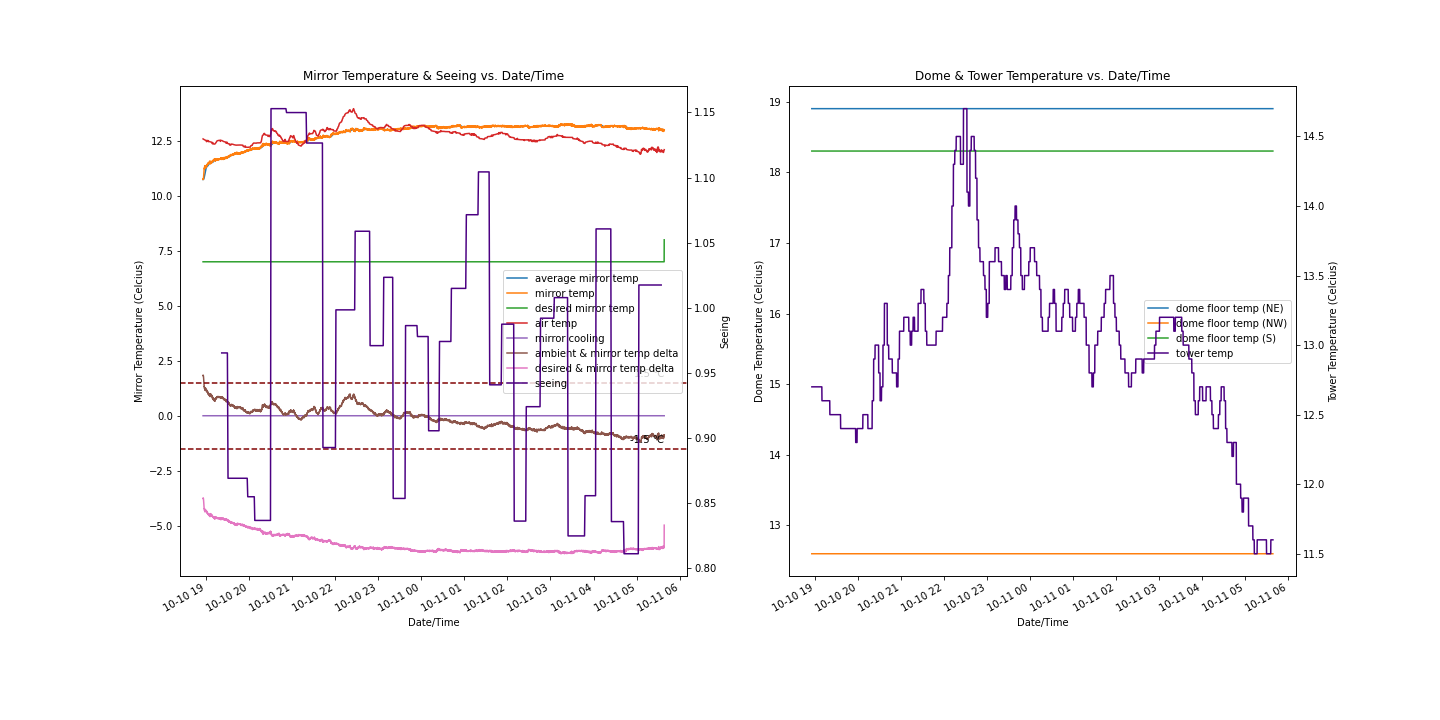 Mirror Temperature & Seeing vs. Date/Time
Mirror Temperature (Celcius)
12.5
10.0
7.5
5.0
2.5
0.0
−2.5
−5.0
1.15
1.10
1.05
1.00
0.95
0.90
0.85
0.80
Seeing
average mirror temp
mirror temp
desired mirror temp
air temp
mirror cooling
ambient & mirror temp delta
desired & mirror temp delta
seeing
-1.5 °C
10-10 19
10-10 20
10-10 21
10-10 22
10-10 23
10-11 00
10-11 01
10-11 02
10-11 03
10-11 04
10-11 05
10-11 06
Date/Time
Dome & Tower Temperature vs. Date/Time
Dome Temperature (Celcius)
19
18
17
16
15
14
13
14.5
14.0
13.5
13.0
12.5
12.0
11.5
Tower Temperature (Celcius)
dome floor temp (NE)
dome floor temp (NW)
dome floor temp (S)
tower temp
10-10 19
10-10 20
10-10 21
10-10 22
10-10 23
10-11 00
10-11 01
10-11 02
10-11 03
10-11 04
10-11 05
10-11 06
Date/Time